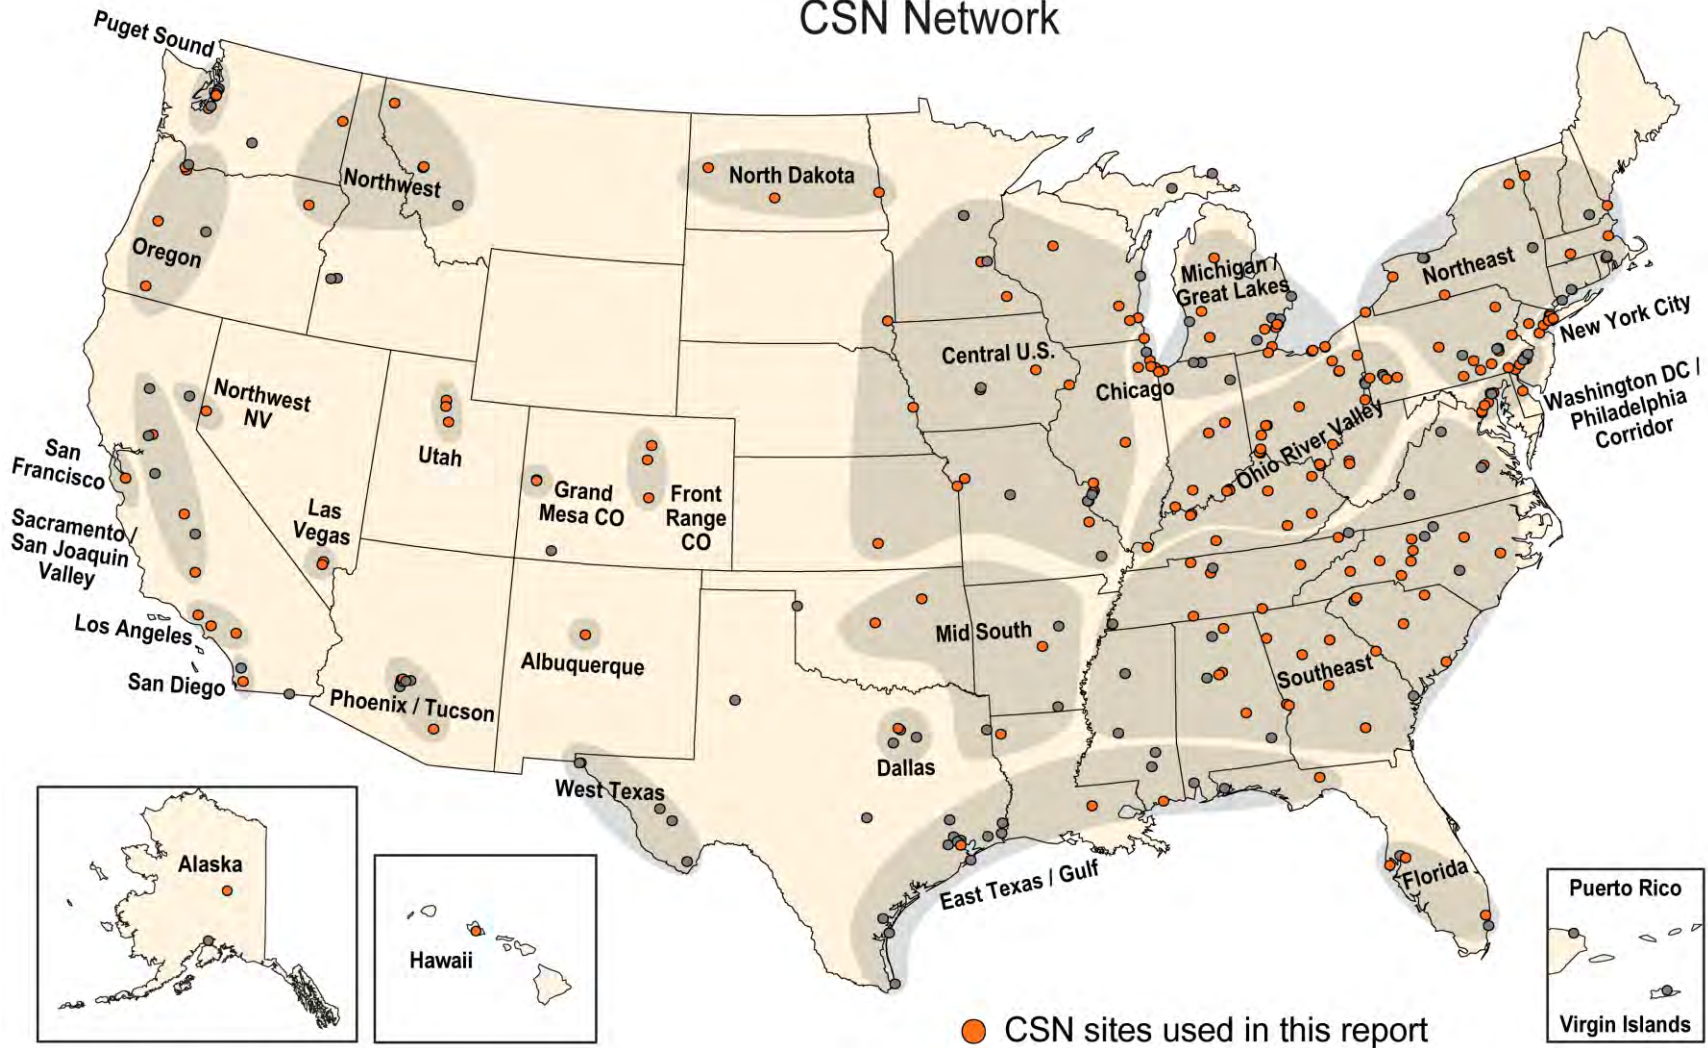 CSN Network
Puget Sound
Northwest
North Dakota
Oregon
Michigan /
Great Lakes
Northeast
New York City
Central U.S.
Chicago
Washington DC /
Philadelphia
Corridor
Northwest
NV
Utah
Ohio River Valley
San
Francisco
Grand
Mesa CO
Front
Range
CO
Las
Vegas
Sacramento /
San Joaquin
Valley
Los Angeles
Mid South
Albuquerque
Southeast
San Diego
Phoenix / Tucson
Dallas
West Texas
East Texas / Gulf
Florida
Alaska
Hawaii
Puerto Rico
Virgin Islands
CSN sites used in this report